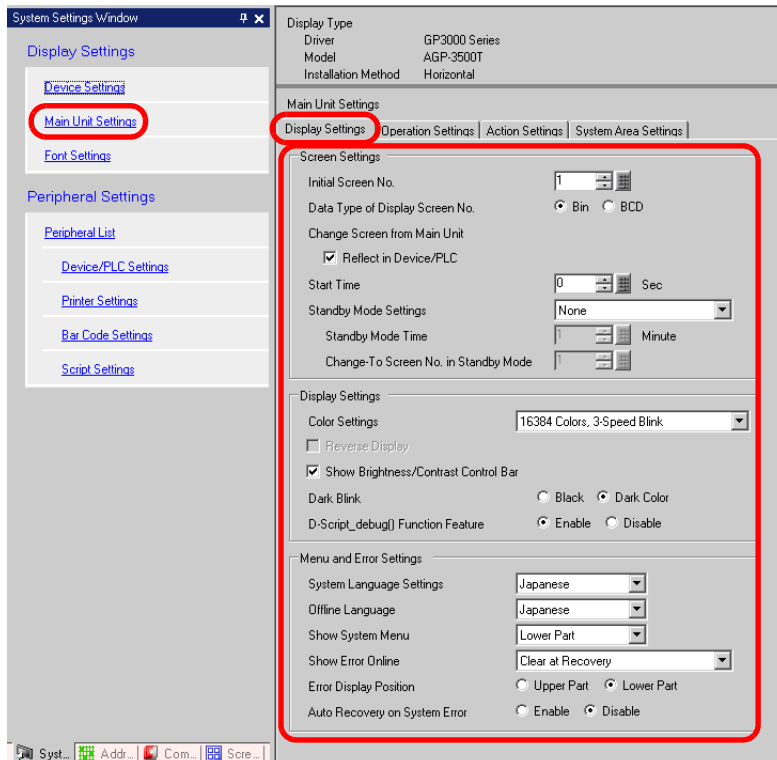 System Settings Window
Display Settings
Device Settings
Main Unit Settings
Font Settings
Peripheral Settings
Peripheral List
Device/PLC Settings
Printer Settings
Bar Code Settings
Script Settings
Syst... Addr... Com... Scre...
Display Type
Driver GP3000 Series
Model AGP-3500T
Installation Method Horizontal
Main Unit Settings
Display Settings Operation Settings Action Settings System Area Settings
Screen Settings
Initial Screen No. 1
Data Type of Display Screen No. Bin BCD
Change Screen from Main Unit
Reflect in Device/PLC
Start Time 0 Sec
Standby Mode Settings None
Standby Mode Time 1 Minute
Change-To Screen No. in Standby Mode 1
Display Settings
Color Settings 16384 Colors, 3-Speed Blink
Reverse Display
Show Brightness/Contrast Control Bar
Dark Blink Black Dark Color
D-Script_debug() Function Feature Enable Disable
Menu and Error Settings
System Language Settings Japanese
Offline Language Japanese
Show System Menu Lower Part
Show Error Online Clear at Recovery
Error Display Position Upper Part Lower Part
Auto Recovery on System Error Enable Disable